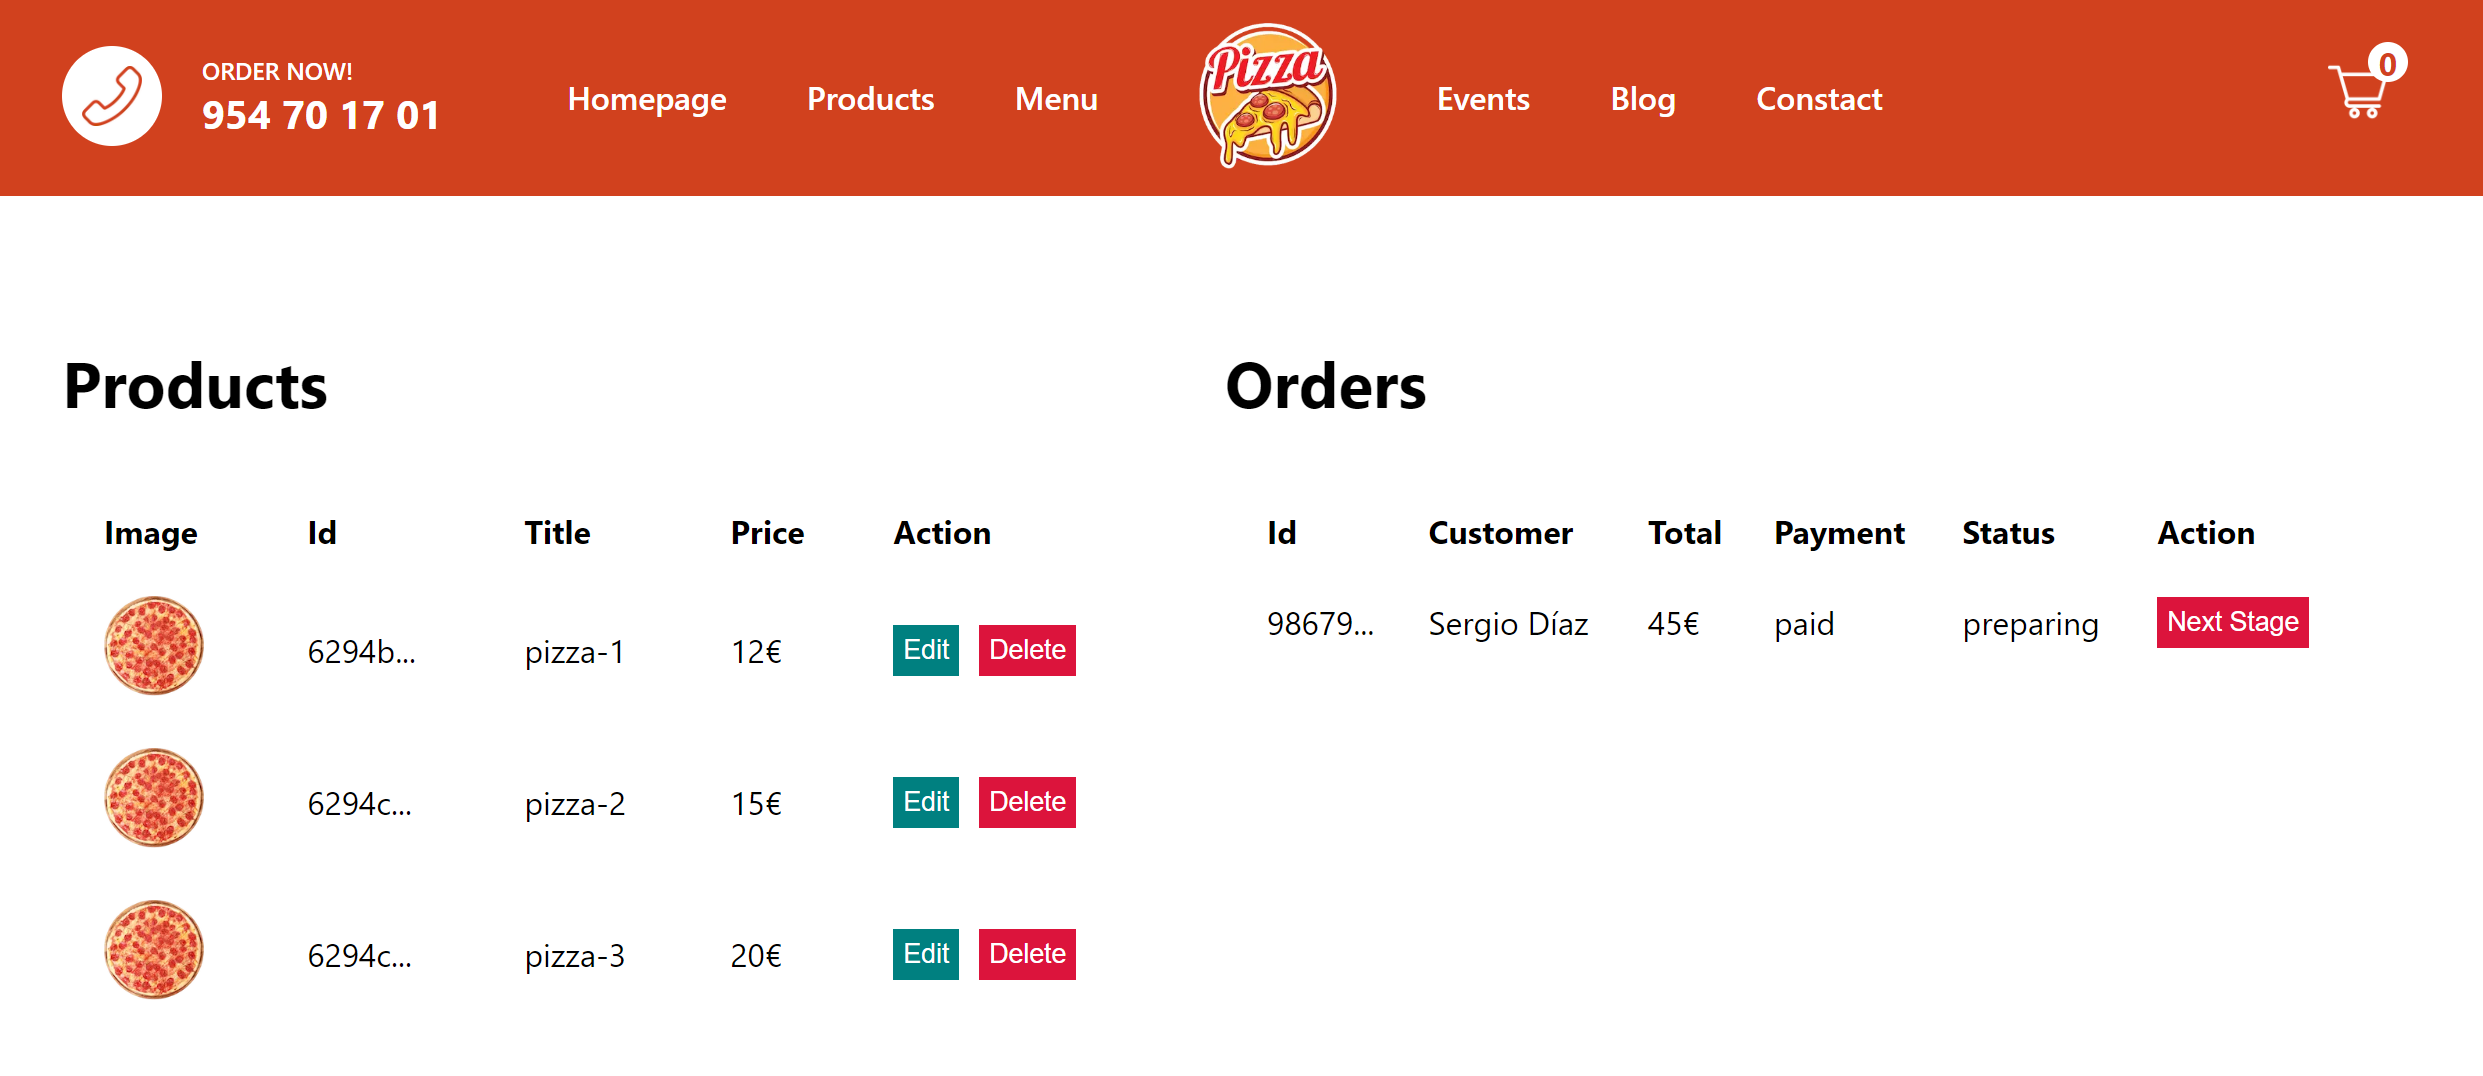 ORDER NOW!
954 70 17 01
Homepage
Products
Menu
Pizza
Events
Blog
Constact
0
Products
Image Id Title Price Action
6294b... pizza-1 12€ Edit Delete
6294c... pizza-2 15€ Edit Delete
6294c... pizza-3 20€ Edit Delete
Orders
Id Customer Total Payment Status Action
98679... Sergio Díaz 45€ paid preparing Next Stage